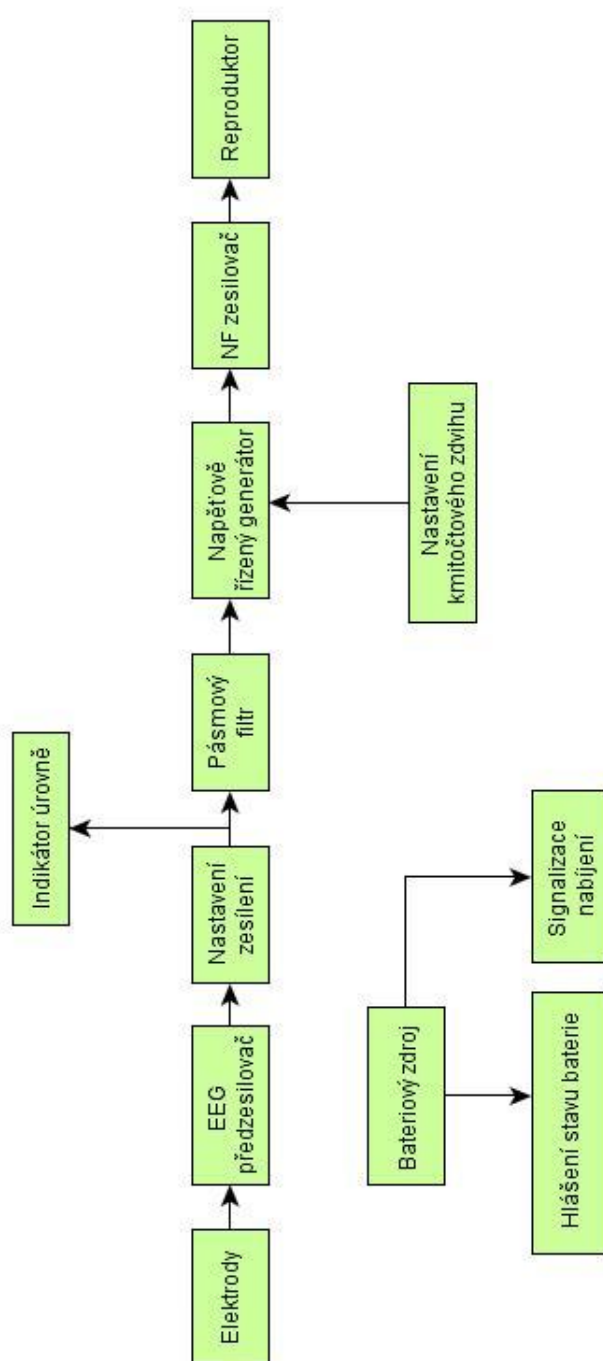 Indikátor úrovně
Elektrody
EEG
předzesilovač
Nastavení
zesílení
Pásmový
filtr
Napěťově
řízený generátor
NF zesilovač
Reproduktor
Bateriový zdroj
Nastavení
kmitočtového zdvihu
Hlášení stavu baterie
Signalizace
nabíjení